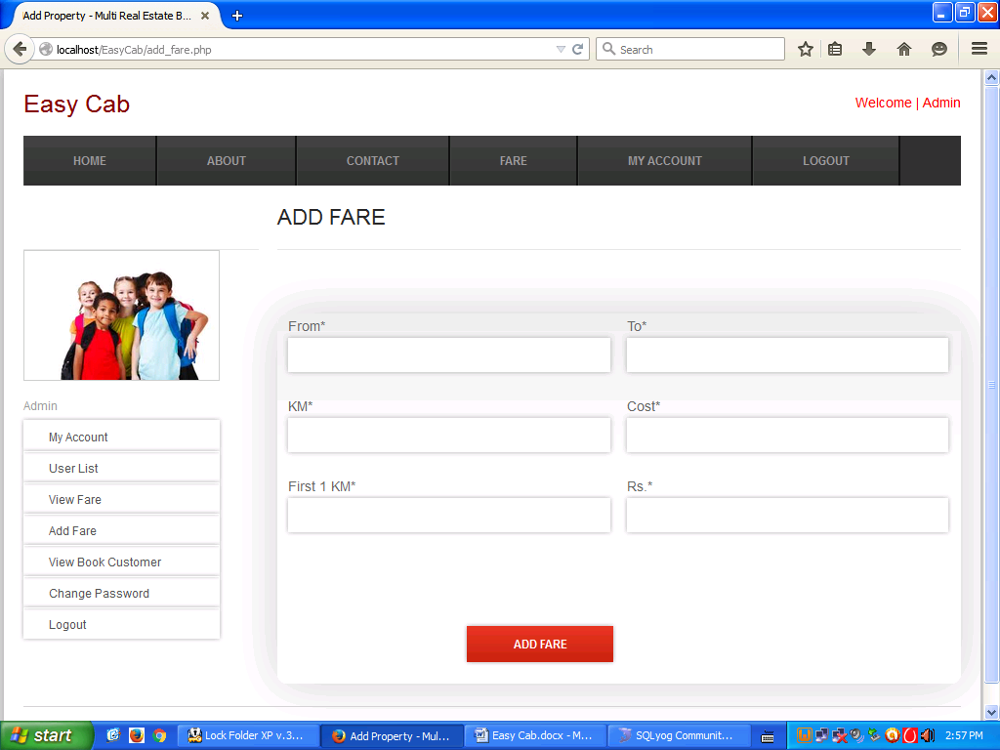 Add Property - Multi Real Estate B...
localhost/EasyCab/add_fare.php
Search
Easy Cab
Welcome | Admin
HOME ABOUT CONTACT FARE MY ACCOUNT LOGOUT
ADD FARE
From* To*
KM* Cost*
First 1 KM* Rs.*
ADD FARE
Admin
My Account
User List
View Fare
Add Fare
View Book Customer
Change Password
Logout
start Lock Folder XP v.3... Add Property - Mul... Easy Cab.docx - M... SQLyog Communit... 2:57 PM